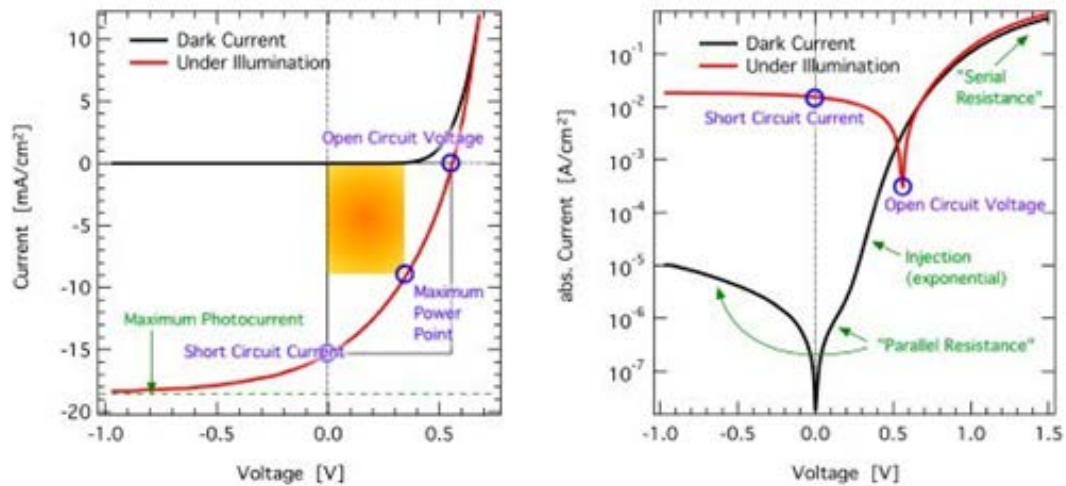 Dark Current
Under Illumination
Open Circuit Voltage
Maximum
Power
Point
Maximum Photocurrent
Short Circuit Current
10
5
0
-5
-10
-15
-20
Current [mA/cm²]
-1.0
-0.5
0.0
0.5
Voltage [V]
Dark Current
Under Illumination
"Serial
Resistance"
Short Circuit Current
Open Circuit Voltage
Injection
(exponential)
"Parallel Resistance"
10⁻¹
10⁻²
10⁻³
10⁻⁴
10⁻⁵
10⁻⁶
10⁻⁷
abs. Current [A/cm²]
-1.0
-0.5
0.0
0.5
1.0
1.5
Voltage [V]